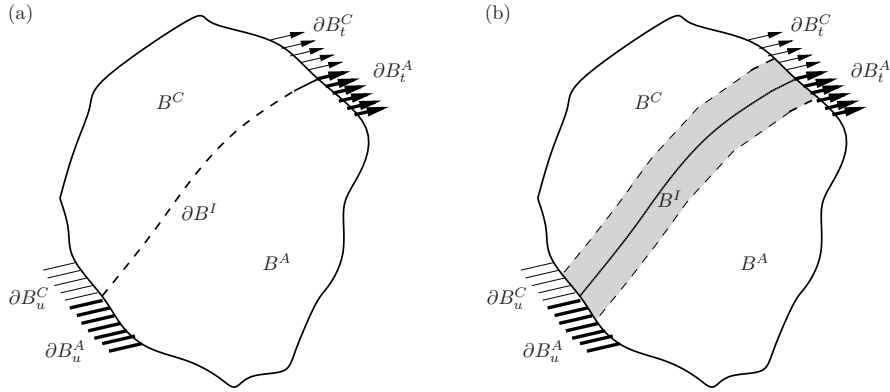 (a)
∂B_t^C
∂B_t^A
B^C
∂B^I
B^A
∂B_u^C
∂B_u^A
(b)
∂B_t^C
∂B_t^A
B^C
B^I
B^A
∂B_u^C
∂B_u^A